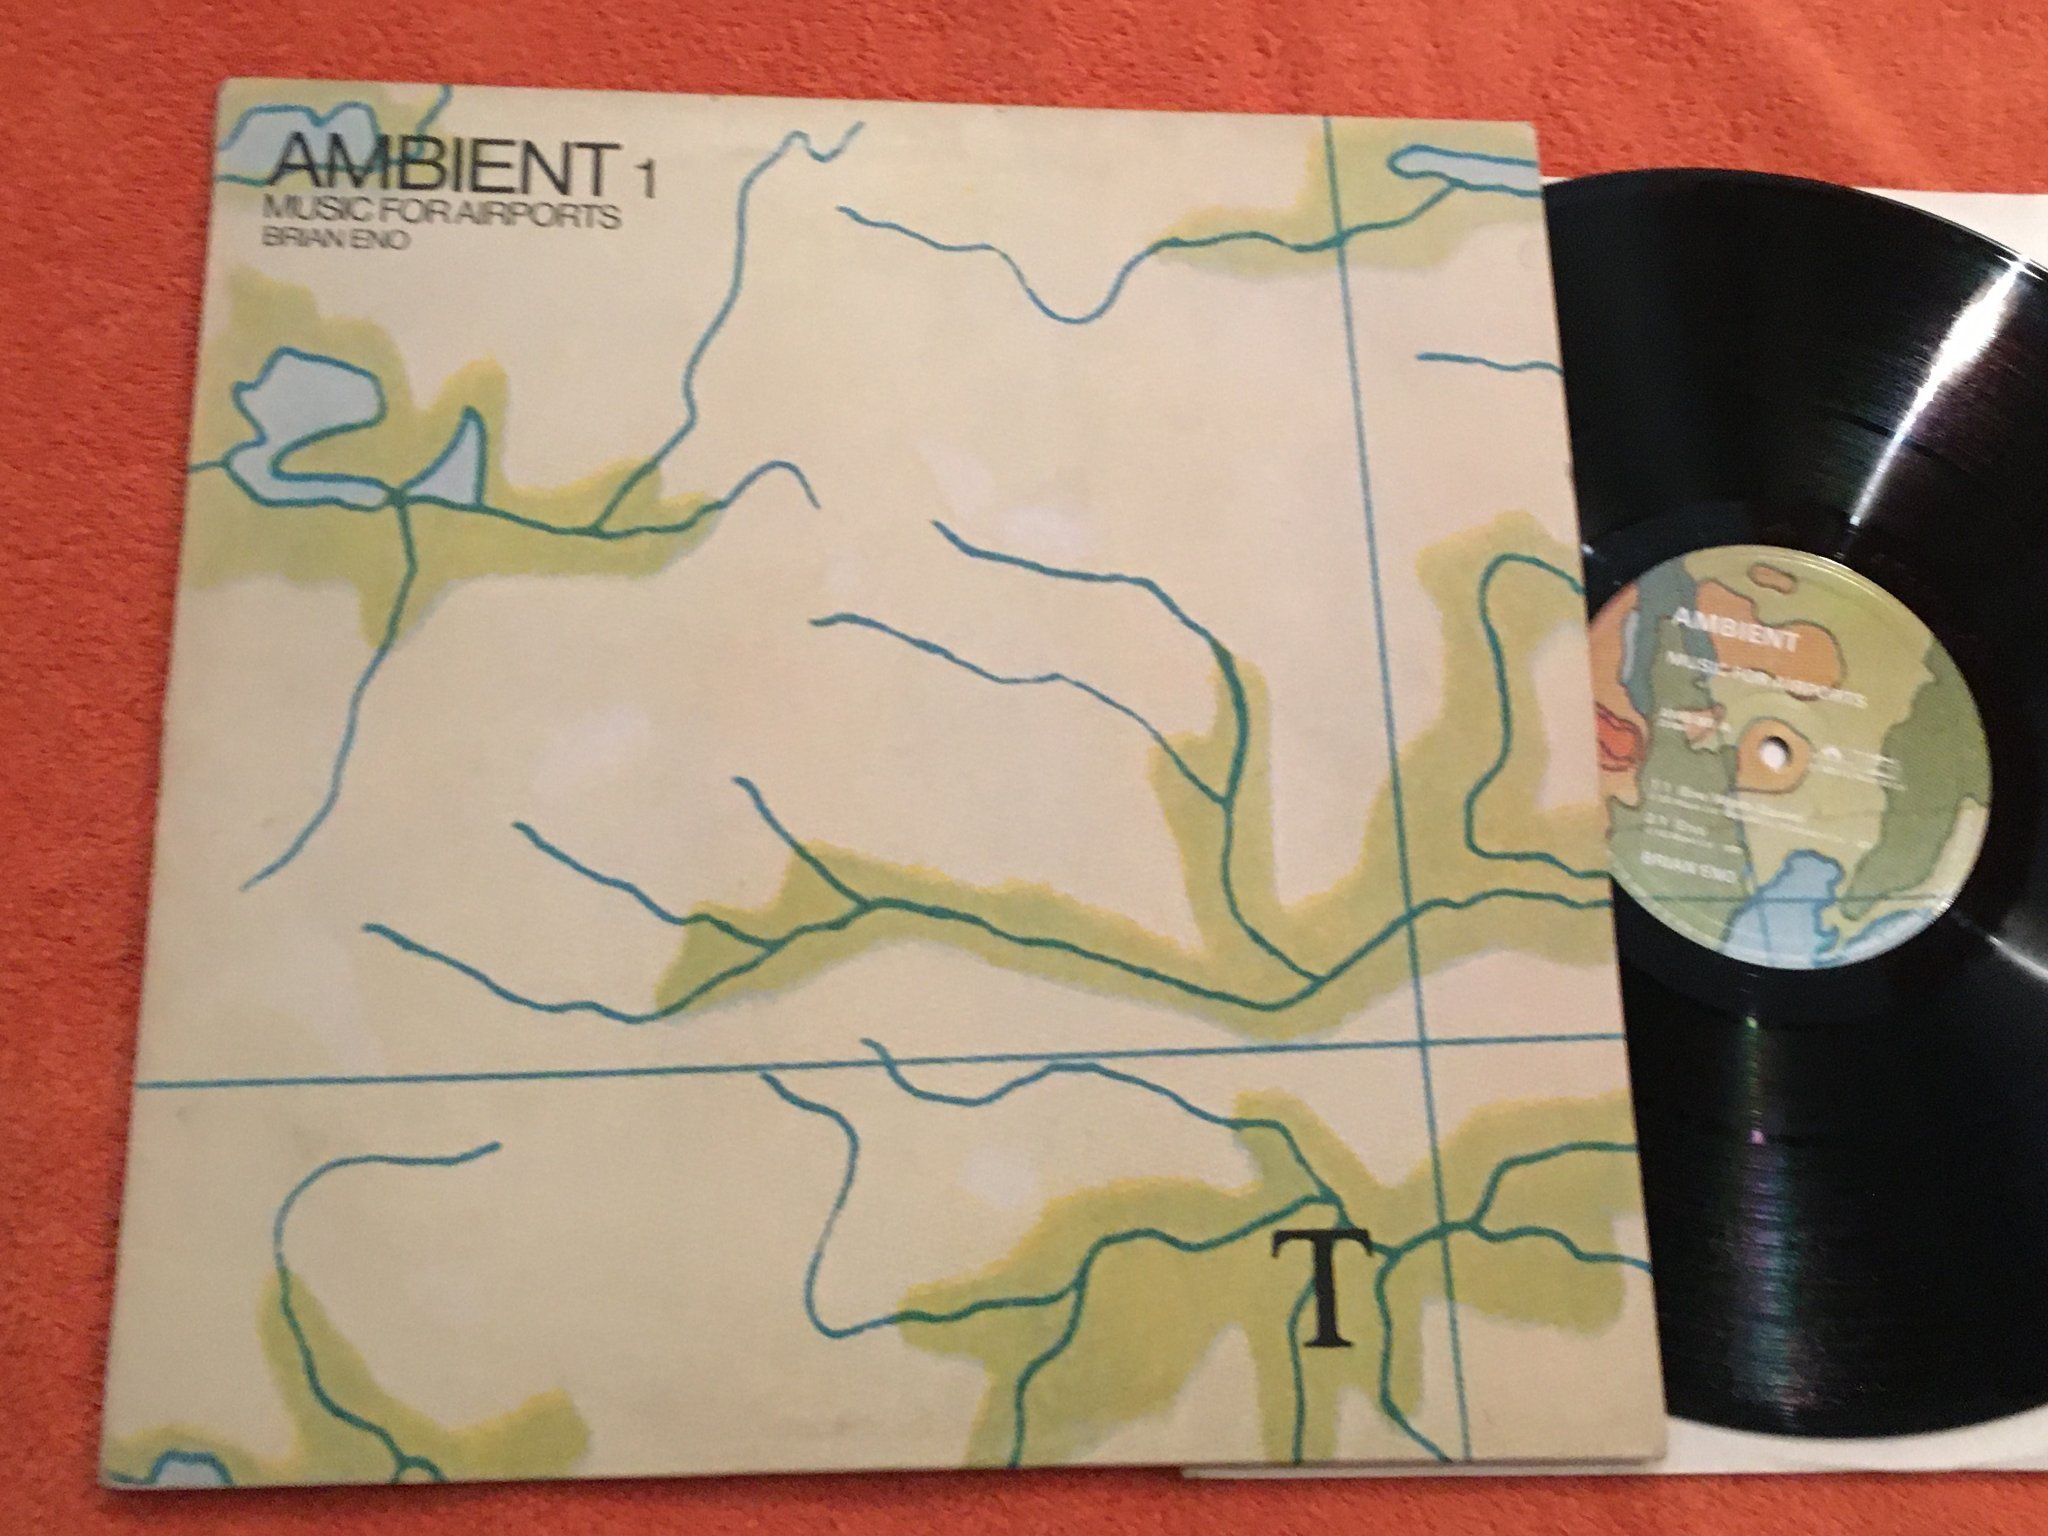 AMBIENT 1
MUSIC FOR AIRPORTS
BRIAN ENO
T
AMBIENT
MUSIC FOR AIRPORTS
BRIAN ENO